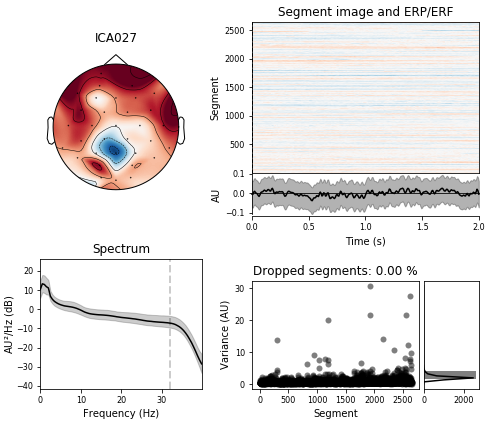 ICA027
Segment image and ERP/ERF
Segment
2500
2000
1500
1000
500
AU
0.1
0.0
−0.1
0.0 0.5 1.0 1.5 2.0
Time (s)
Spectrum
AU²/Hz (dB)
20
10
0
−10
−20
−30
−40
0 10 20 30
Frequency (Hz)
Dropped segments: 0.00 %
Variance (AU)
30
20
10
0
0 500 1000 1500 2000 2500
Segment
0 2000